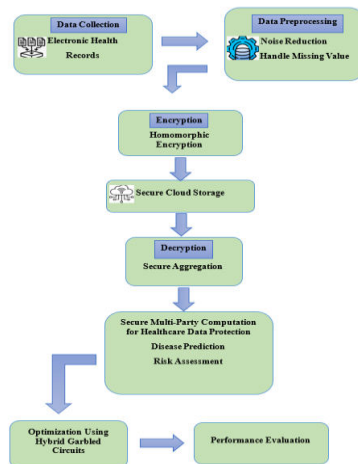 Data Collection
Electronic Health
Records
Data Preprocessing
Noise Reduction
Handle Missing Value
Encryption
Homomorphic
Encryption
Secure Cloud Storage
Decryption
Secure Aggregation
Secure Multi-Party Computation
for Healthcare Data Protection
Disease Prediction
Risk Assessment
Optimization Using
Hybrid Garbled
Circuits
Performance Evaluation